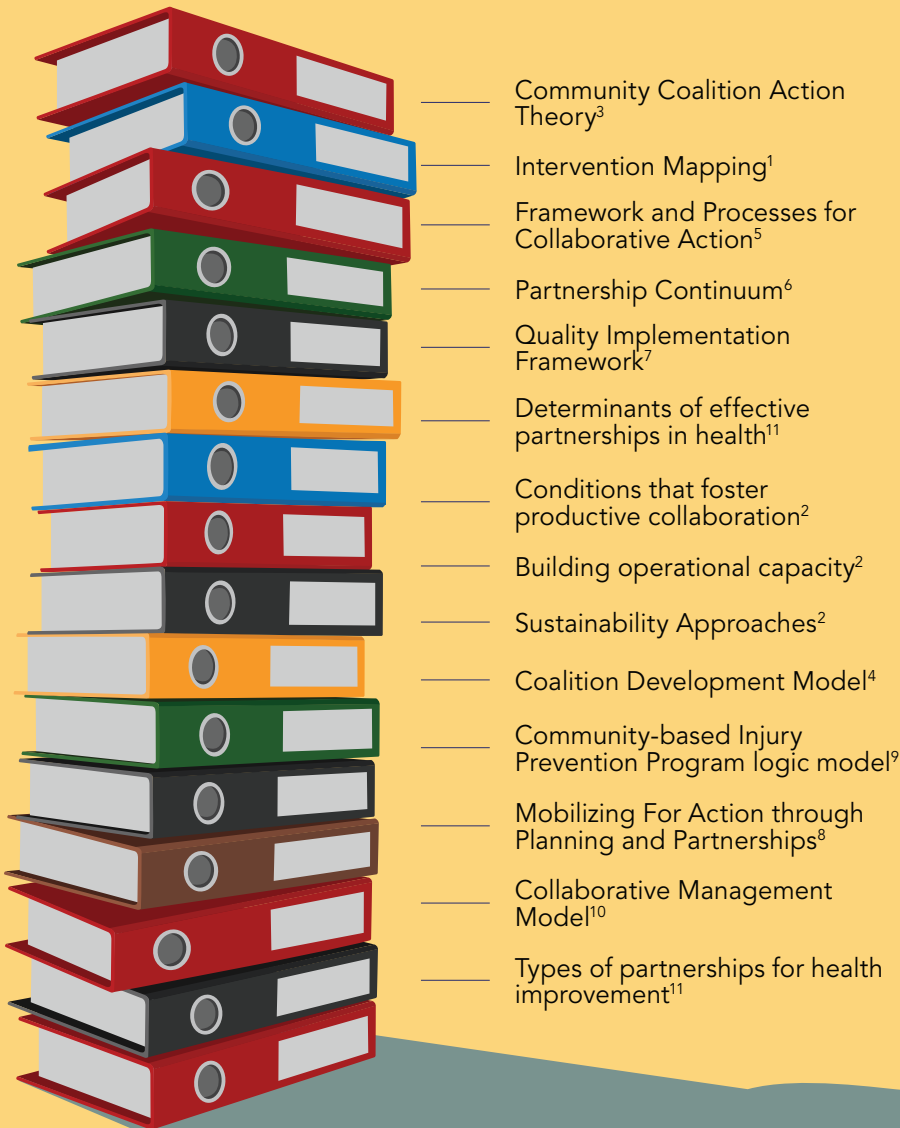 Community Coalition Action
Theory³
Intervention Mapping¹
Framework and Processes for
Collaborative Action⁵
Partnership Continuum⁶
Quality Implementation
Framework⁷
Determinants of effective
partnerships in health¹¹
Conditions that foster
productive collaboration²
Building operational capacity²
Sustainability Approaches²
Coalition Development Model⁴
Community-based Injury
Prevention Program logic model⁹
Mobilizing For Action through
Planning and Partnerships⁸
Collaborative Management
Model¹⁰
Types of partnerships for health
improvement¹¹